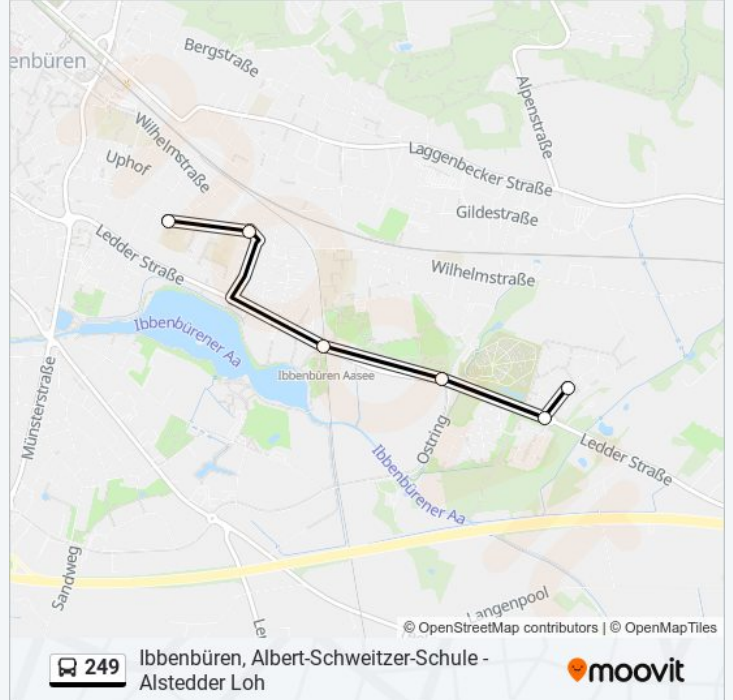 enbüren
Bergstraße
Alpenstraße
Wilhelmstraße
Laggenbecker Straße
Uphof
Gildestraße
Ledder Straße
Wilhelmstraße
Ibbenbürener Aa
Ibbenbüren Aasee
Münsterstraße
Ostring
Ledder Straße
Ibbenbürener Aa
Sandweg
Langenpool
© OpenStreetMap contributors | © OpenMapTiles
249
Ibbenbüren, Albert-Schweitzer-Schule -
Alstedder Loh
moovit